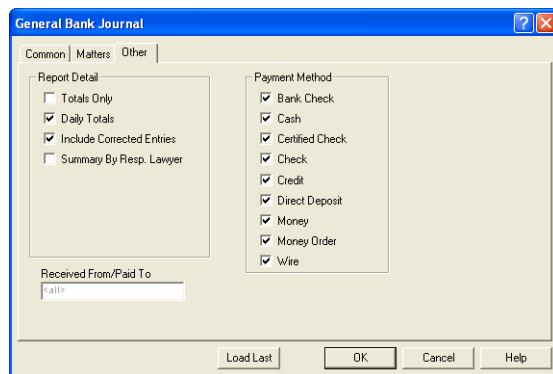 General Bank Journal
Common Matters Other
Report Detail
Totals Only
Daily Totals
Include Corrected Entries
Summary By Resp. Lawyer
Payment Method
Bank Check
Cash
Certified Check
Check
Credit
Direct Deposit
Money
Money Order
Wire
Received From/Paid To
<all>
Load Last OK Cancel Help